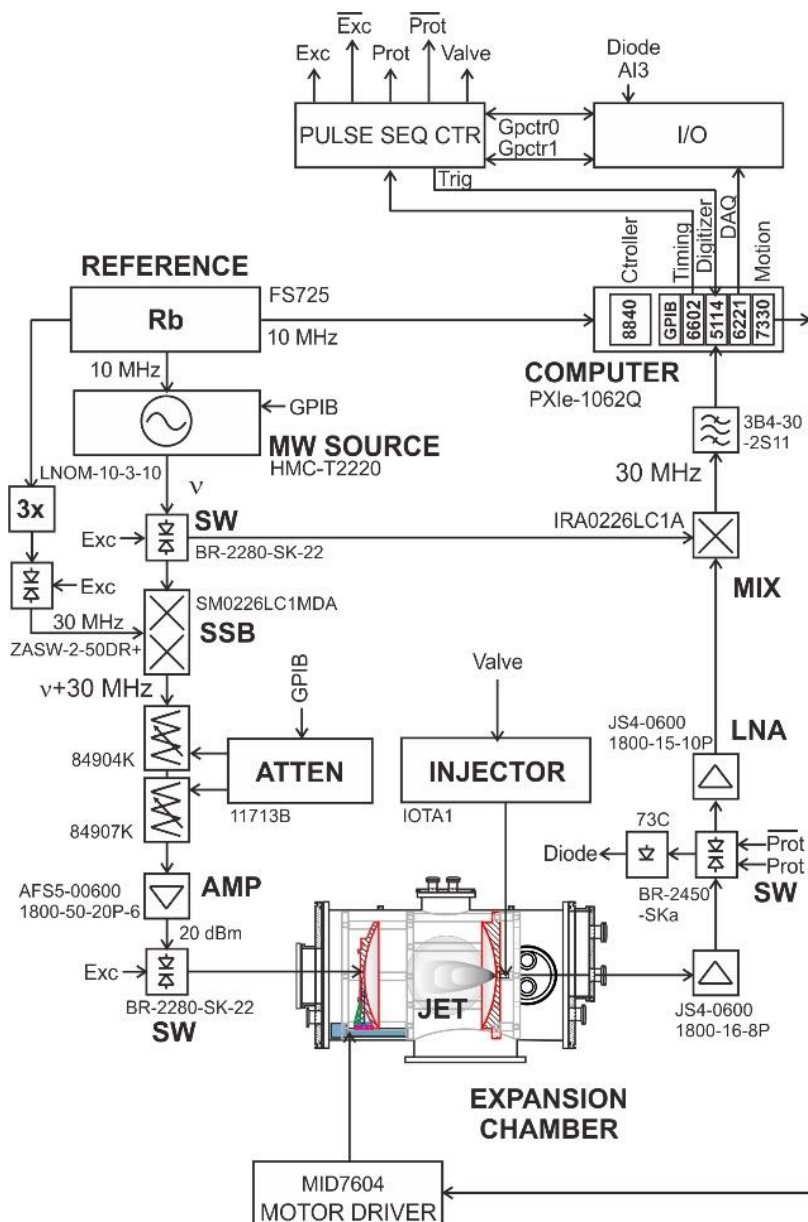 Exc
Exc
Prot
Prot
Valve
Diode
AI3
PULSE SEQ CTR
Gpctr0
Gpctr1
I/O
Trig
Timing
Digitizer
DAQ
Ctroller
Motion
REFERENCE
FS725
Rb
10 MHz
8840
GPIB
6602
5114
6221
7330
10 MHz
COMPUTER
PXIe-1062Q
GPIB
MW SOURCE
HMC-T2220
3B4-30
-2S11
LNOM-10-3-10
ν
30 MHz
3x
SW
IRA0226LC1A
Exc
BR-2280-SK-22
Exc
MIX
SM0226LC1MDA
30 MHz
SSB
ZASW-2-50DR+
ν+30 MHz
GPIB
Valve
JS4-0600
1800-15-10P
LNA
84904K
ATTEN
INJECTOR
11713B
IOTA1
84907K
73C
Diode
Prot
Prot
AFS5-00600
1800-50-20P-6
AMP
BR-2450
-SKa
SW
20 dBm
Exc
BR-2280-SK-22
SW
JET
JS4-0600
1800-16-8P
EXPANSION
CHAMBER
MID7604
MOTOR DRIVER